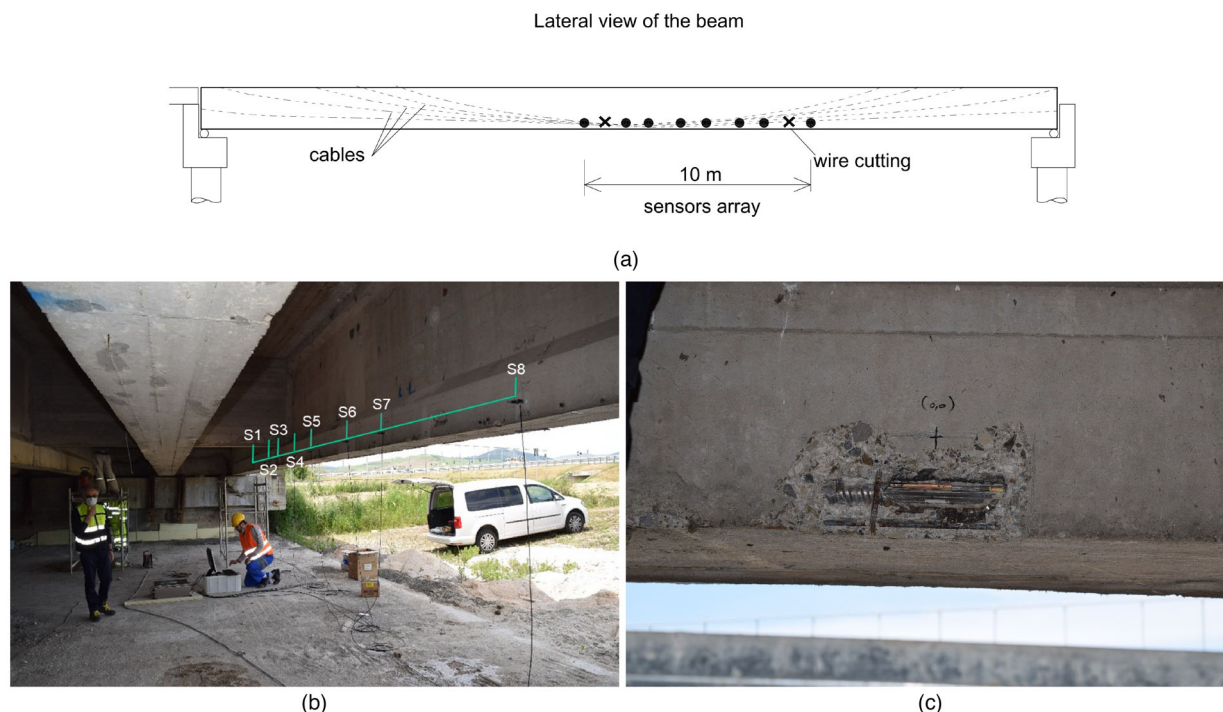 Lateral view of the beam
cables
wire cutting
10 m
sensors array
(a)
S1
S2
S3
S4
S5
S6
S7
S8
(0,0)
(b)
(c)